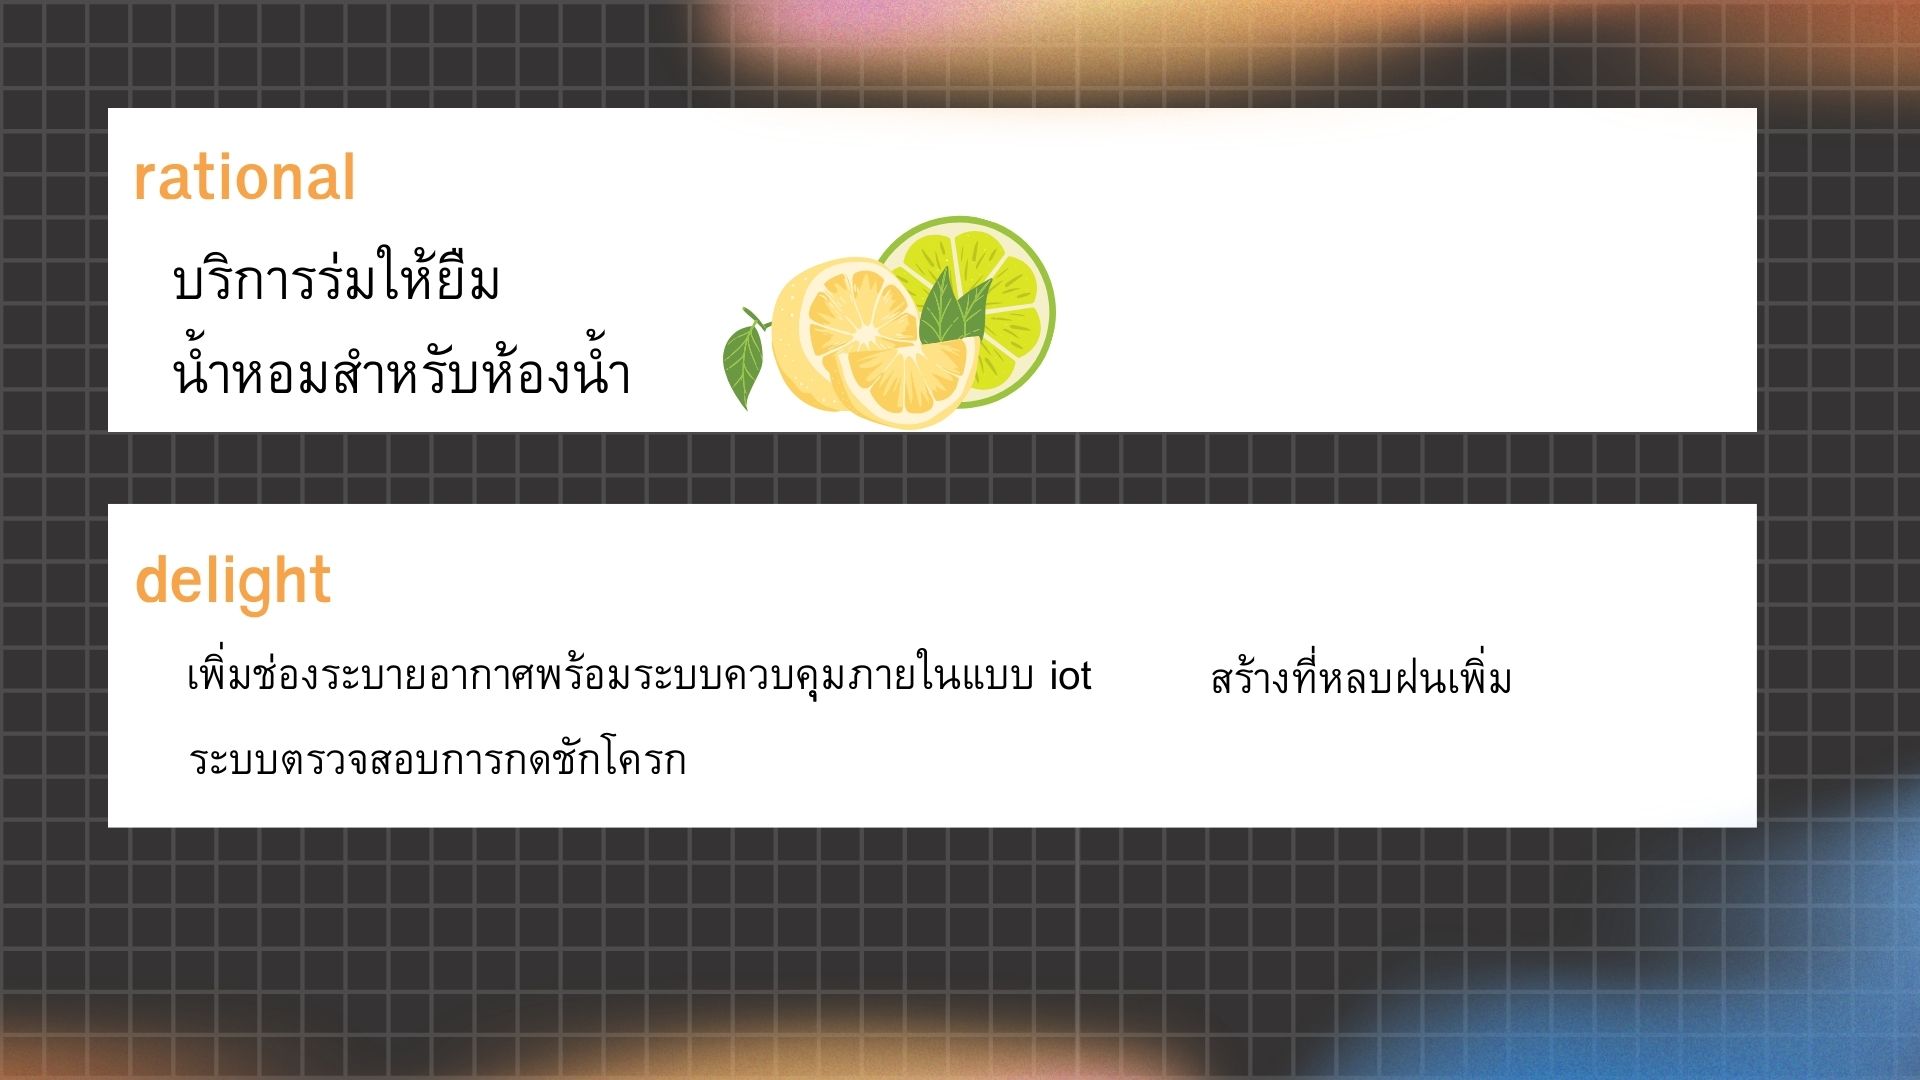 rational
บริการร่มให้ยืม
น้ำหอมสำหรับห้องน้ำ
delight
เพิ่มช่องระบายอากาศพร้อมระบบควบคุมภายในแบบ iot
สร้างที่หลบฝนเพิ่ม
ระบบตรวจสอบการกดชักโครก